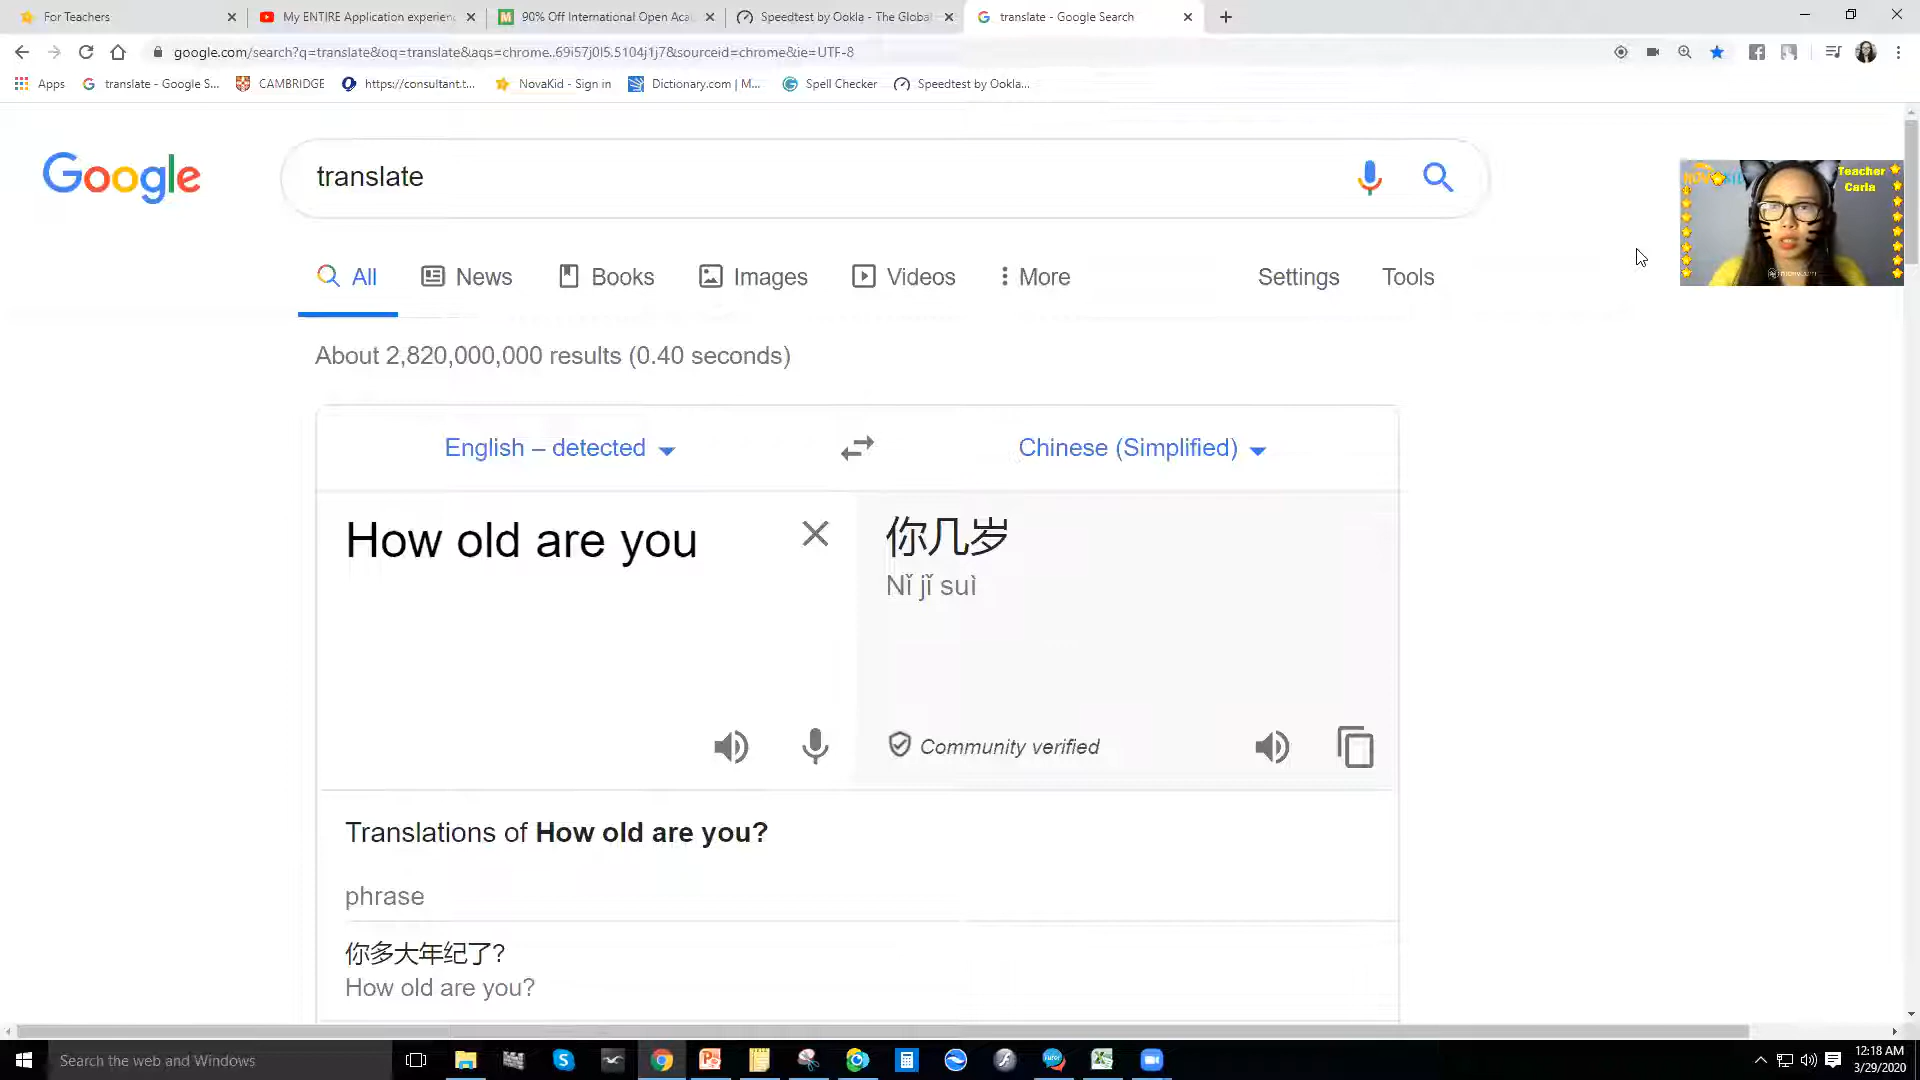 For Teachers
My ENTIRE Application experien
90% Off International Open Aca
Speedtest by Ookla - The Global
translate - Google Search
google.com/search?q=translate&oq=translate&aqs=chrome..69i57j0l5.5104j1j7&sourceid=chrome&ie=UTF-8
Apps
translate - Google S...
CAMBRIDGE
https://consultant.t...
NovaKid - Sign in
Dictionary.com | M...
Spell Checker
Speedtest by Ookla...
Google
translate
Teacher
Carla
All
News
Books
Images
Videos
More
Settings
Tools
About 2,820,000,000 results (0.40 seconds)
English – detected
Chinese (Simplified)
How old are you
你几岁
Nǐ jǐ suì
Community verified
Translations of How old are you?
phrase
你多大年纪了?
How old are you?
Search the web and Windows
12:18 AM
3/29/2020